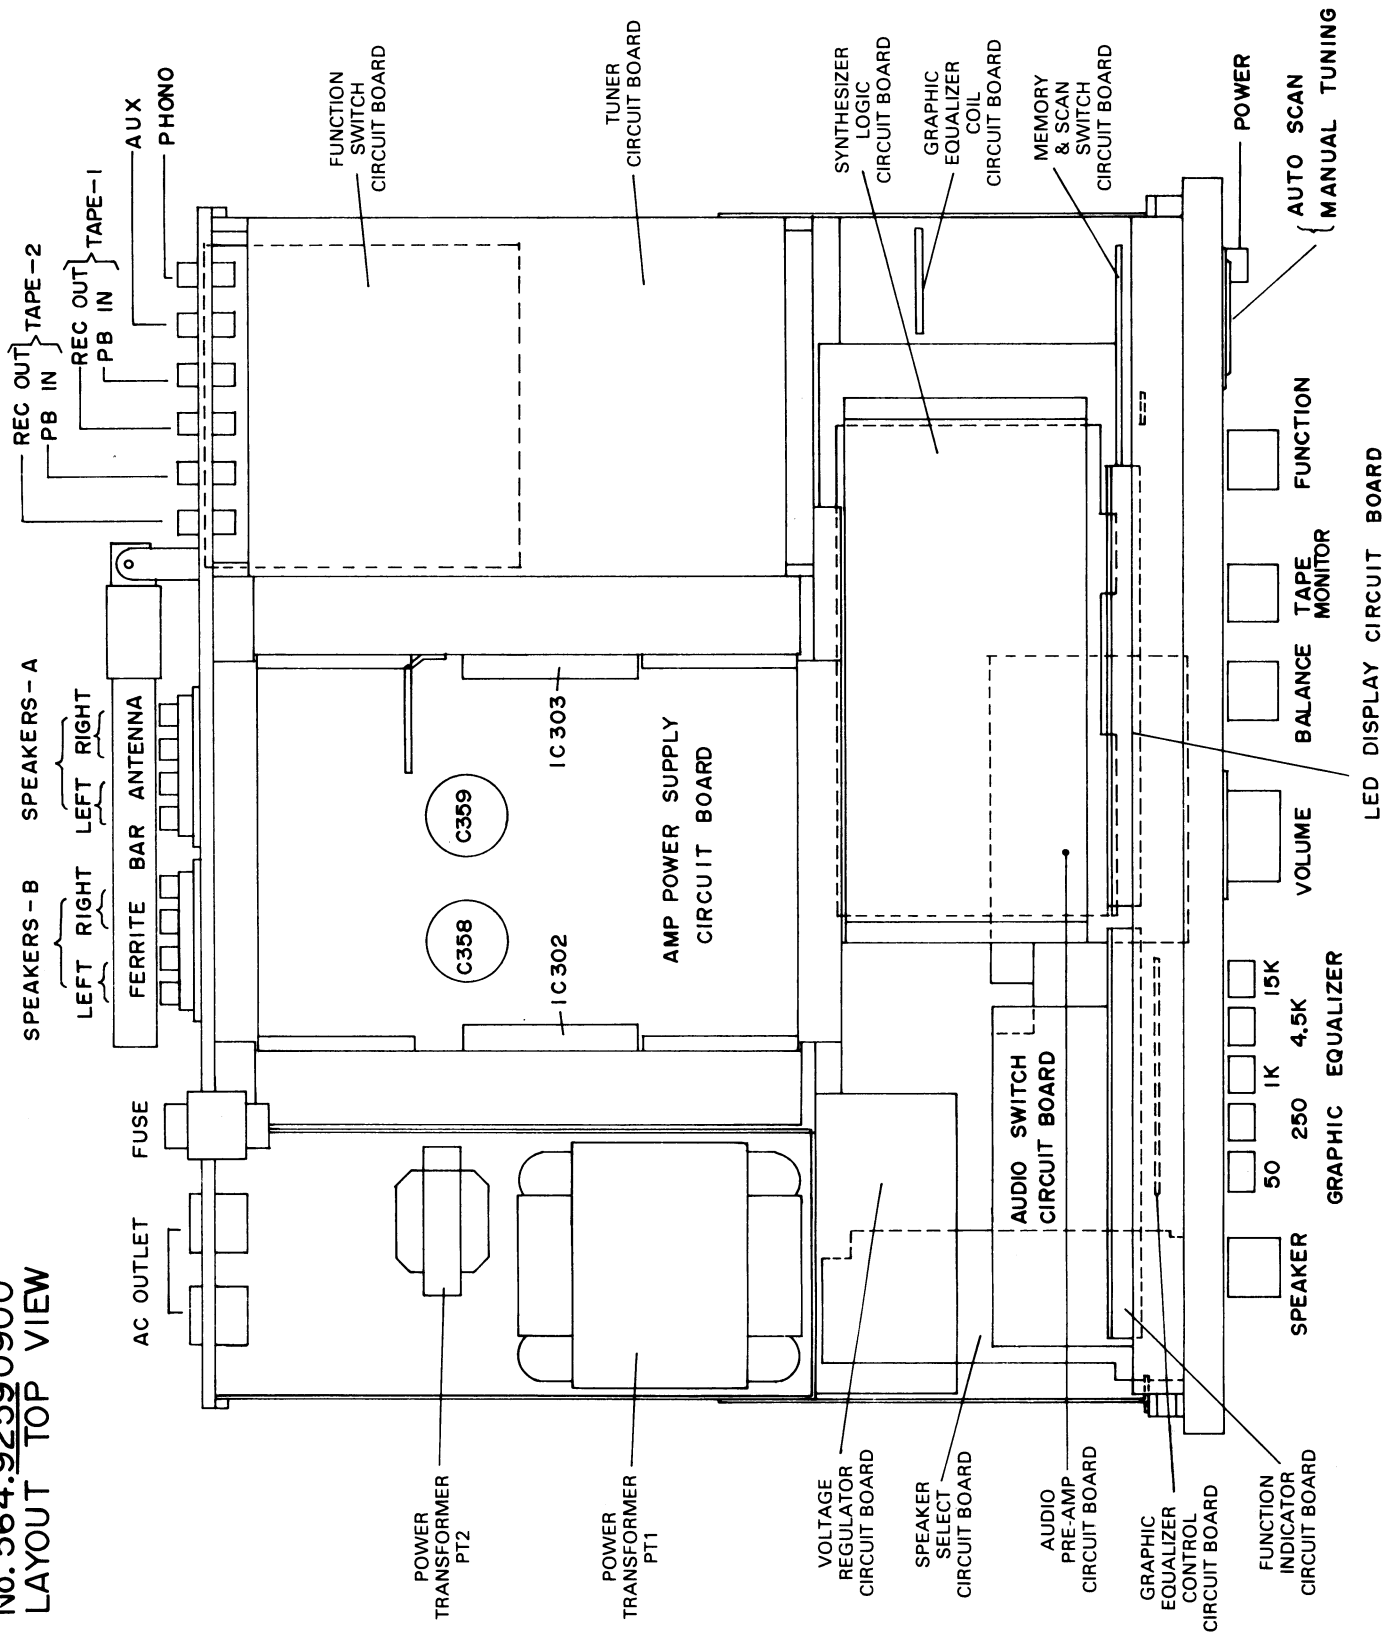 No. 564.92590900
LAYOUT TOP VIEW
AC OUTLET
FUSE
SPEAKERS-B
LEFT RIGHT
SPEAKERS-A
LEFT RIGHT
FERRITE BAR ANTENNA
REC OUT
PB IN
TAPE-2
REC OUT
PB IN
TAPE-1
AUX
PHONO
FUNCTION
SWITCH
CIRCUIT BOARD
TUNER
CIRCUIT BOARD
SYNTHESIZER
LOGIC
CIRCUIT BOARD
GRAPHIC
EQUALIZER
COIL
CIRCUIT BOARD
MEMORY
& SCAN
SWITCH
CIRCUIT BOARD
POWER
AUTO SCAN
MANUAL TUNING
C358
C359
IC302
IC303
AMP POWER SUPPLY
CIRCUIT BOARD
AUDIO SWITCH
CIRCUIT BOARD
POWER
TRANSFORMER
PT2
POWER
TRANSFORMER
PT1
VOLTAGE
REGULATOR
CIRCUIT BOARD
SPEAKER
SELECT
CIRCUIT BOARD
AUDIO
PRE-AMP
CIRCUIT BOARD
GRAPHIC
EQUALIZER
CONTROL
CIRCUIT BOARD
FUNCTION
INDICATOR
CIRCUIT BOARD
SPEAKER
50 250 1K 4.5K 15K
GRAPHIC EQUALIZER
VOLUME
BALANCE
TAPE
MONITOR
FUNCTION
LED DISPLAY CIRCUIT BOARD